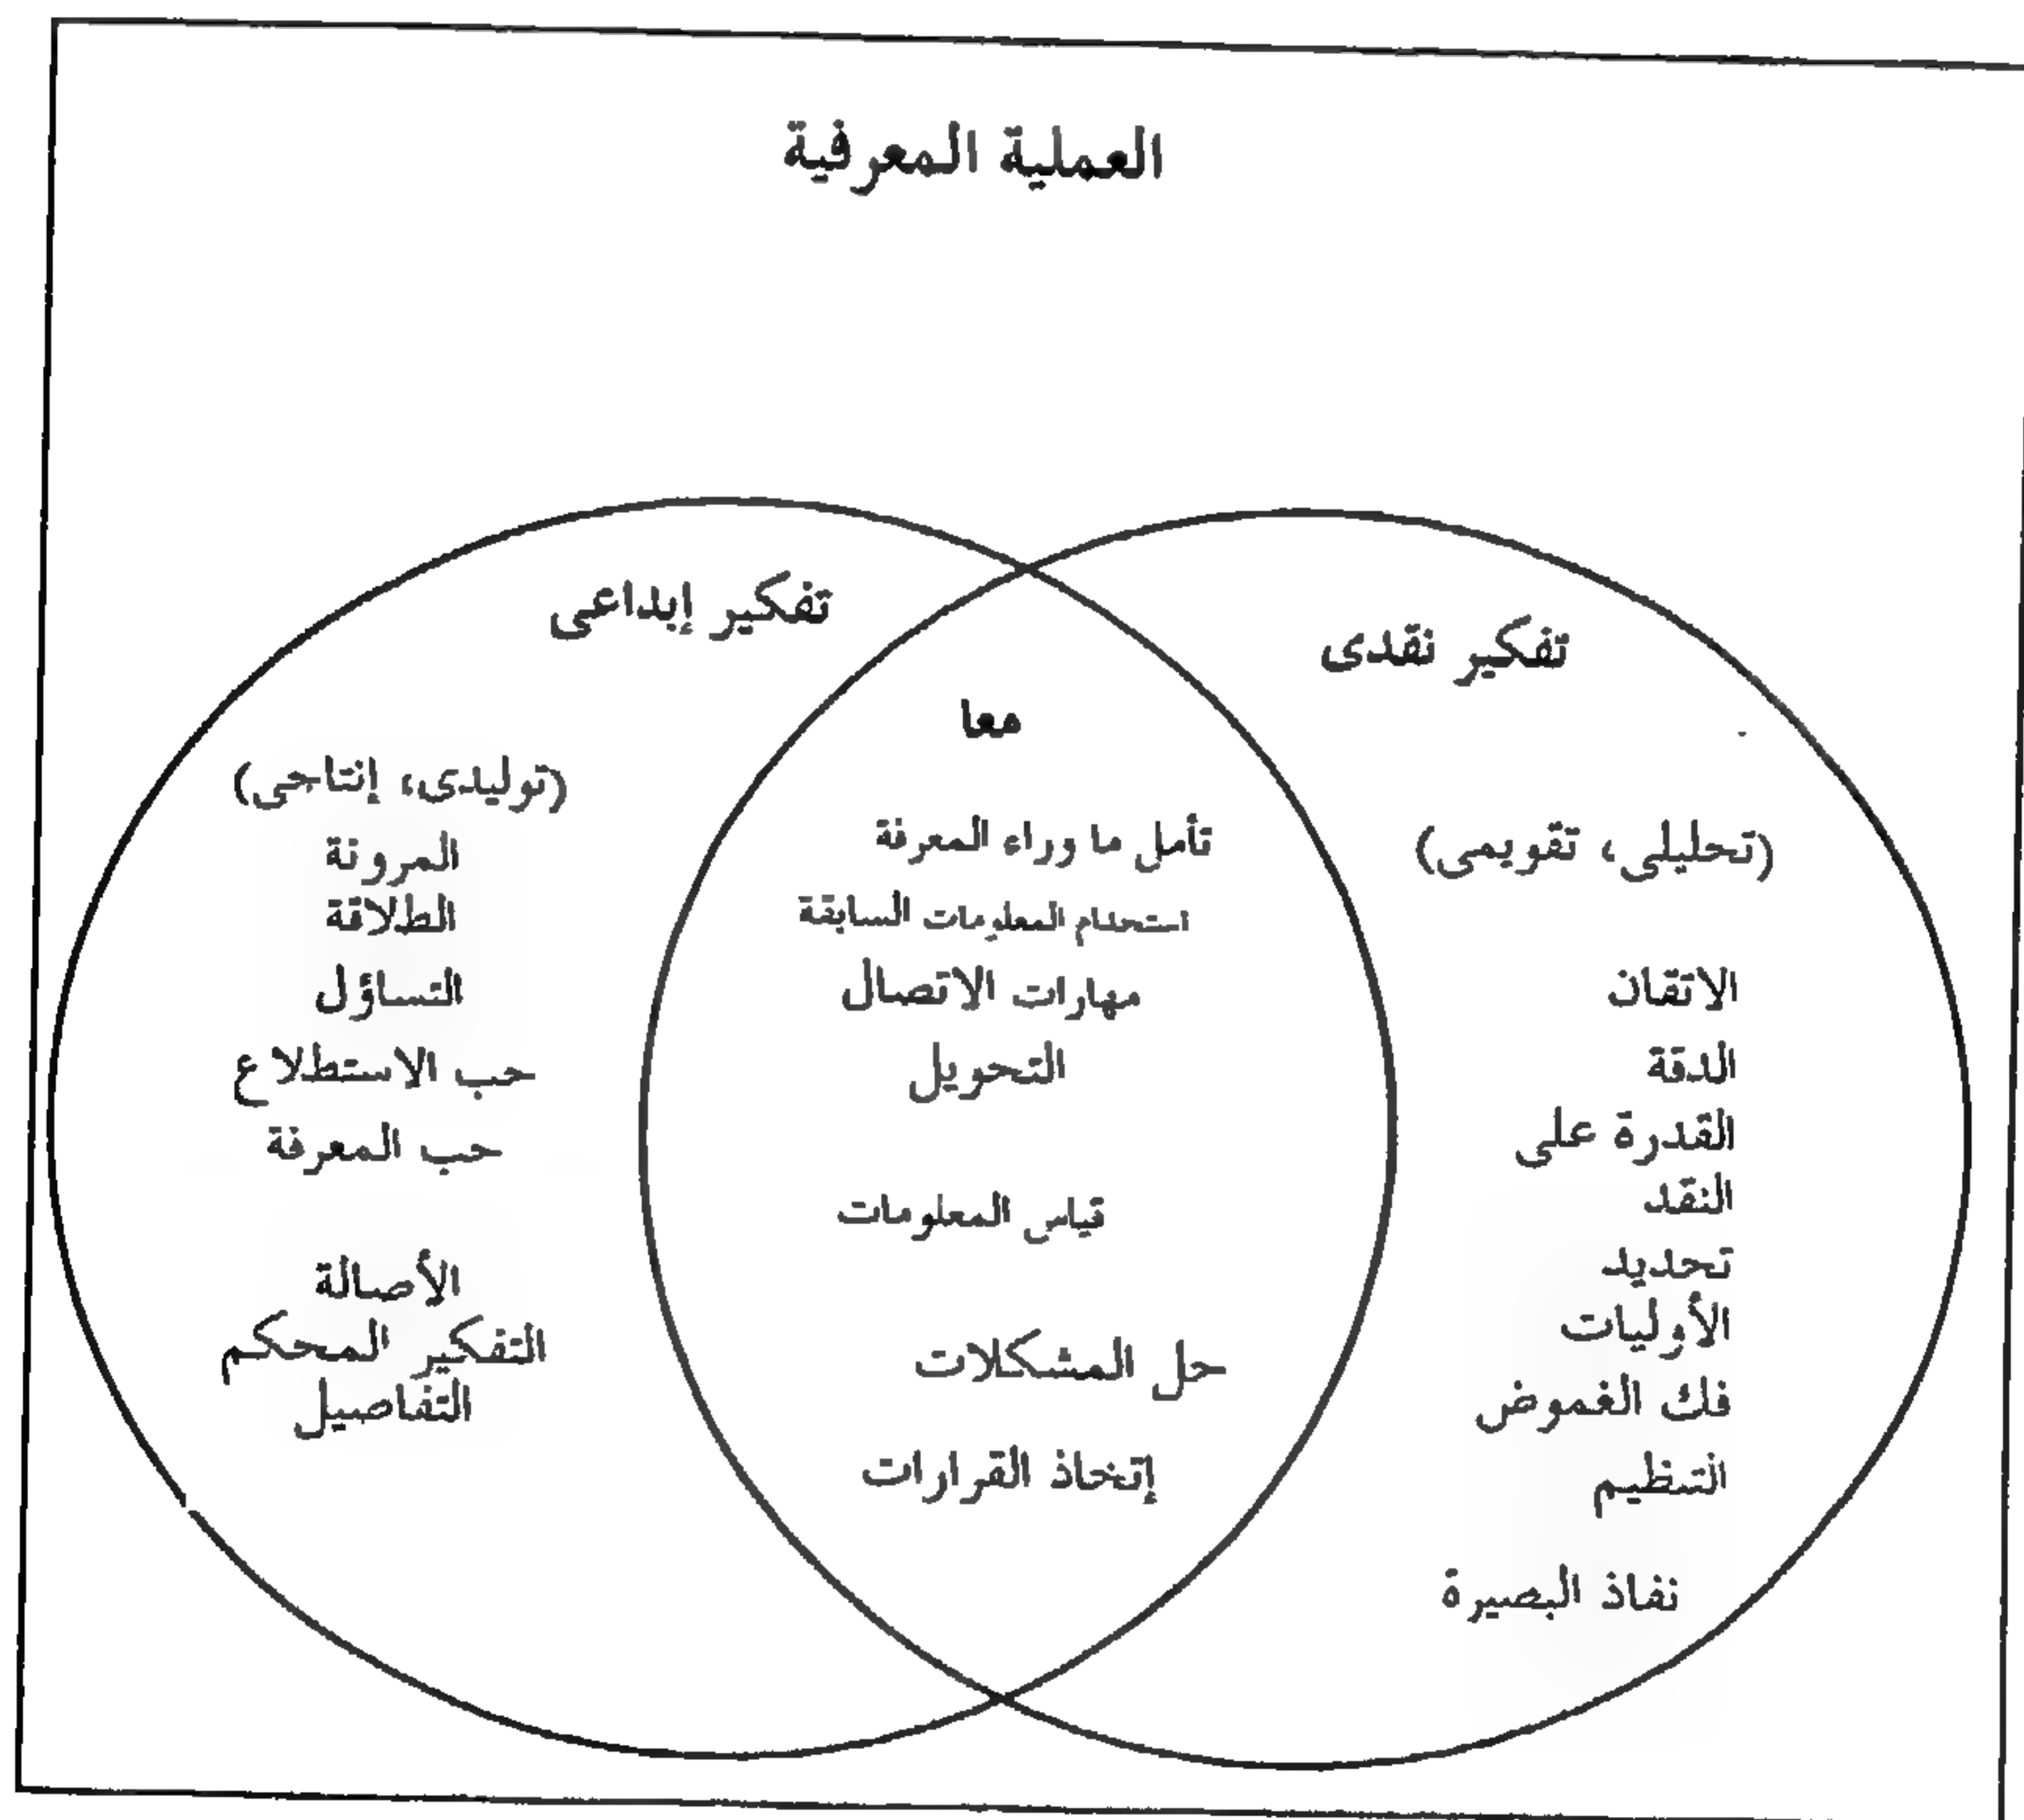 العملية المعرفية
تفكير نقدى
(تحليلى، تقويمى)
الاتقان
الدقة
القدرة على
النقد
تحديد
الأوليات
فك الغموض
التنظيم
نفاذ البصيرة
معا
تأمل ما وراء المعرفة
استخدام المعلومات السابقة
مهارات الاتصال
التحويل
قياس المعلومات
حل المشكلات
إتخاذ القرارات
تفكير إبداعى
(توليدى، إنتاجى)
المرونة
الطلاقة
التساؤل
حب الاستطلاع
حب المعرفة
الأصالة
التفكير المحكم
التفاصيل